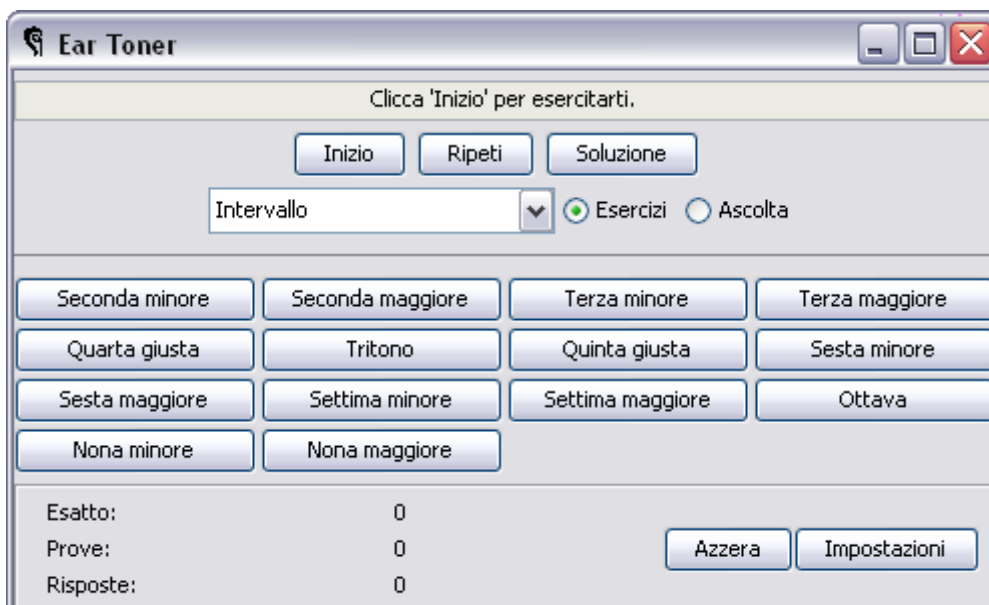 Ear Toner
Clicca 'Inizio' per esercitarti.
Inizio Ripeti Soluzione
Intervallo Esercizi Ascolta
Seconda minore Seconda maggiore Terza minore Terza maggiore
Quarta giusta Tritono Quinta giusta Sesta minore
Sesta maggiore Settima minore Settima maggiore Ottava
Nona minore Nona maggiore
Esatto: 0
Prove: 0 Azzera Impostazioni
Risposte: 0